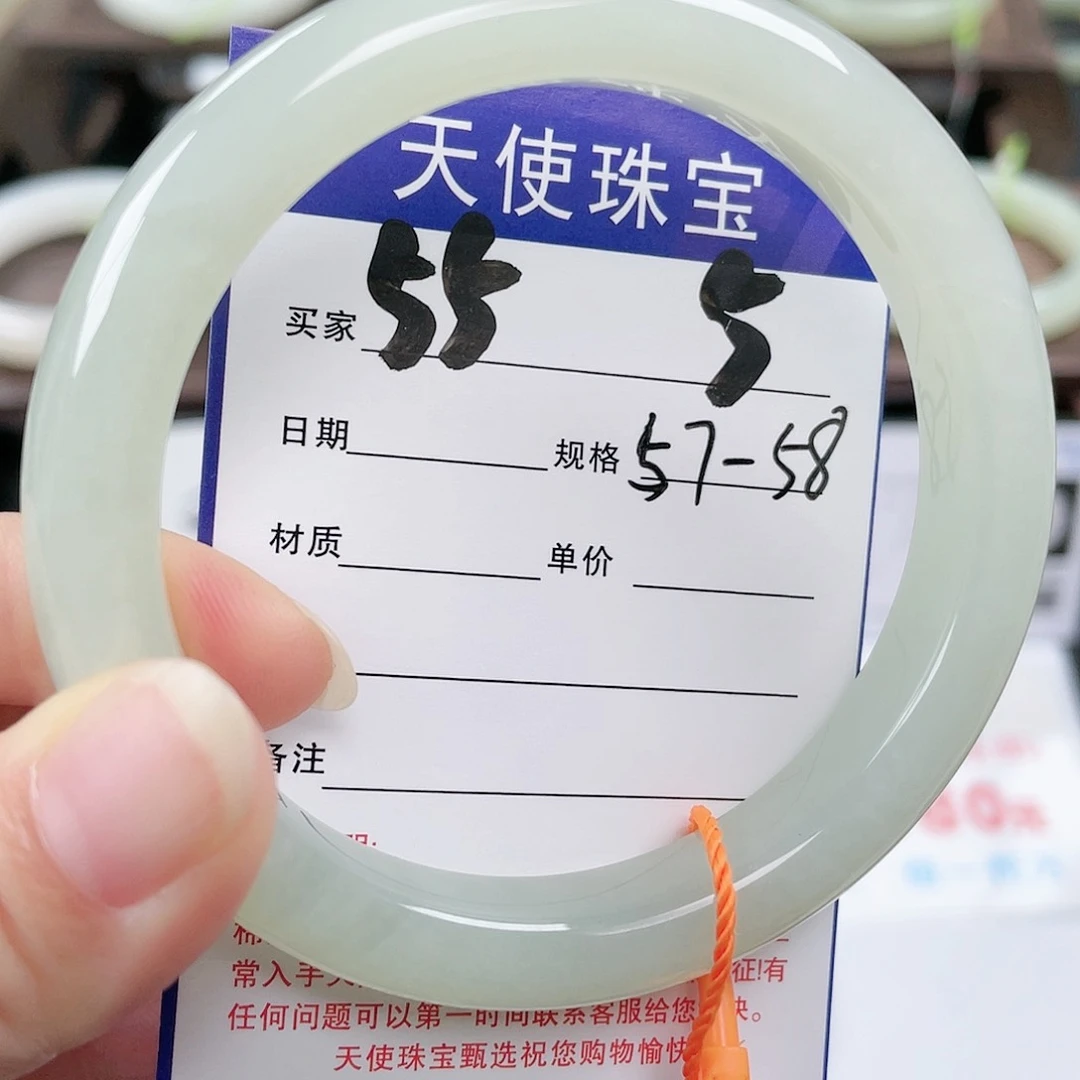 天使珠宝
买家 55 5
日期 规格 57-58
材质 单价
备注
常入手 征!有
任何问题可以第一时间联系客服给您 决。
天使珠宝甄选祝您购物愉快